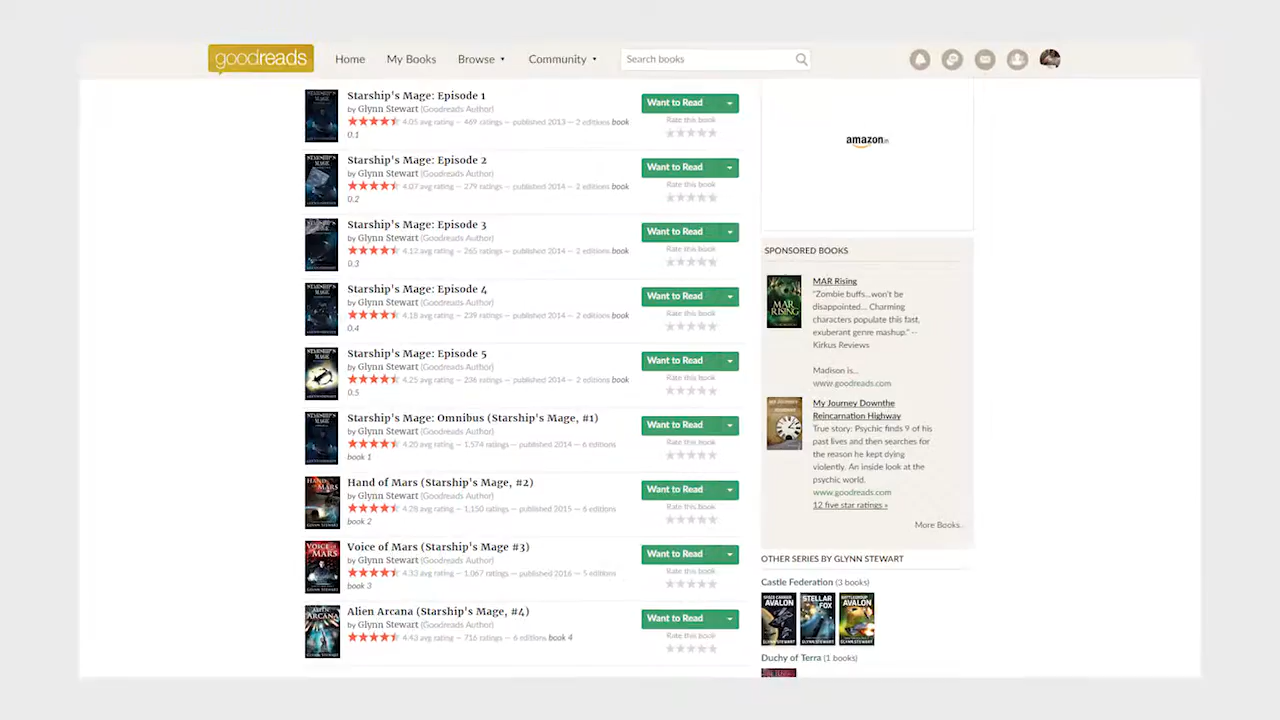 goodreads
Home
My Books
Browse
Community
Search books
Starship's Mage: Episode 1
by Glynn Stewart (Goodreads Author)
4.05 avg rating — 469 ratings — published 2013 — 2 editions book
0.1
Want to Read
Rate this book
Starship's Mage: Episode 2
by Glynn Stewart (Goodreads Author)
4.07 avg rating — 279 ratings — published 2014 — 2 editions book
0.2
Want to Read
Rate this book
Starship's Mage: Episode 3
by Glynn Stewart (Goodreads Author)
4.12 avg rating — 265 ratings — published 2014 — 2 editions book
0.3
Want to Read
Rate this book
Starship's Mage: Episode 4
by Glynn Stewart (Goodreads Author)
4.18 avg rating — 239 ratings — published 2014 — 2 editions book
0.4
Want to Read
Rate this book
Starship's Mage: Episode 5
by Glynn Stewart (Goodreads Author)
4.25 avg rating — 236 ratings — published 2014 — 2 editions book
0.5
Want to Read
Rate this book
Starship's Mage: Omnibus (Starship's Mage, #1)
by Glynn Stewart (Goodreads Author)
4.20 avg rating — 1,574 ratings — published 2014 — 6 editions
book 1
Want to Read
Rate this book
HAND OF MARS
Hand of Mars (Starship's Mage, #2)
by Glynn Stewart (Goodreads Author)
4.28 avg rating — 1,150 ratings — published 2015 — 6 editions
book 2
Want to Read
Rate this book
VOICE OF MARS
Voice of Mars (Starship's Mage #3)
by Glynn Stewart (Goodreads Author)
4.33 avg rating — 1,067 ratings — published 2016 — 5 editions
book 3
Want to Read
Rate this book
ALIEN ARCANA
Alien Arcana (Starship's Mage, #4)
by Glynn Stewart (Goodreads Author)
4.43 avg rating — 716 ratings — 6 editions book 4
Want to Read
Rate this book
amazon.in
SPONSORED BOOKS
MAR RISING
MAR Rising
"Zombie buffs...won't be
disappointed... Charming
characters populate this fast,
exuberant genre mashup." --
Kirkus Reviews
Madison is...
www.goodreads.com
My Journey Downthe
Reincarnation Highway
True story: Psychic finds 9 of his
past lives and then searches for
the reason he kept dying
violently. An inside look at the
psychic world.
www.goodreads.com
12 five star ratings »
More Books..
OTHER SERIES BY GLYNN STEWART
Castle Federation (3 books)
AVALON
STELLAR FOX
AVALON
Duchy of Terra (1 books)